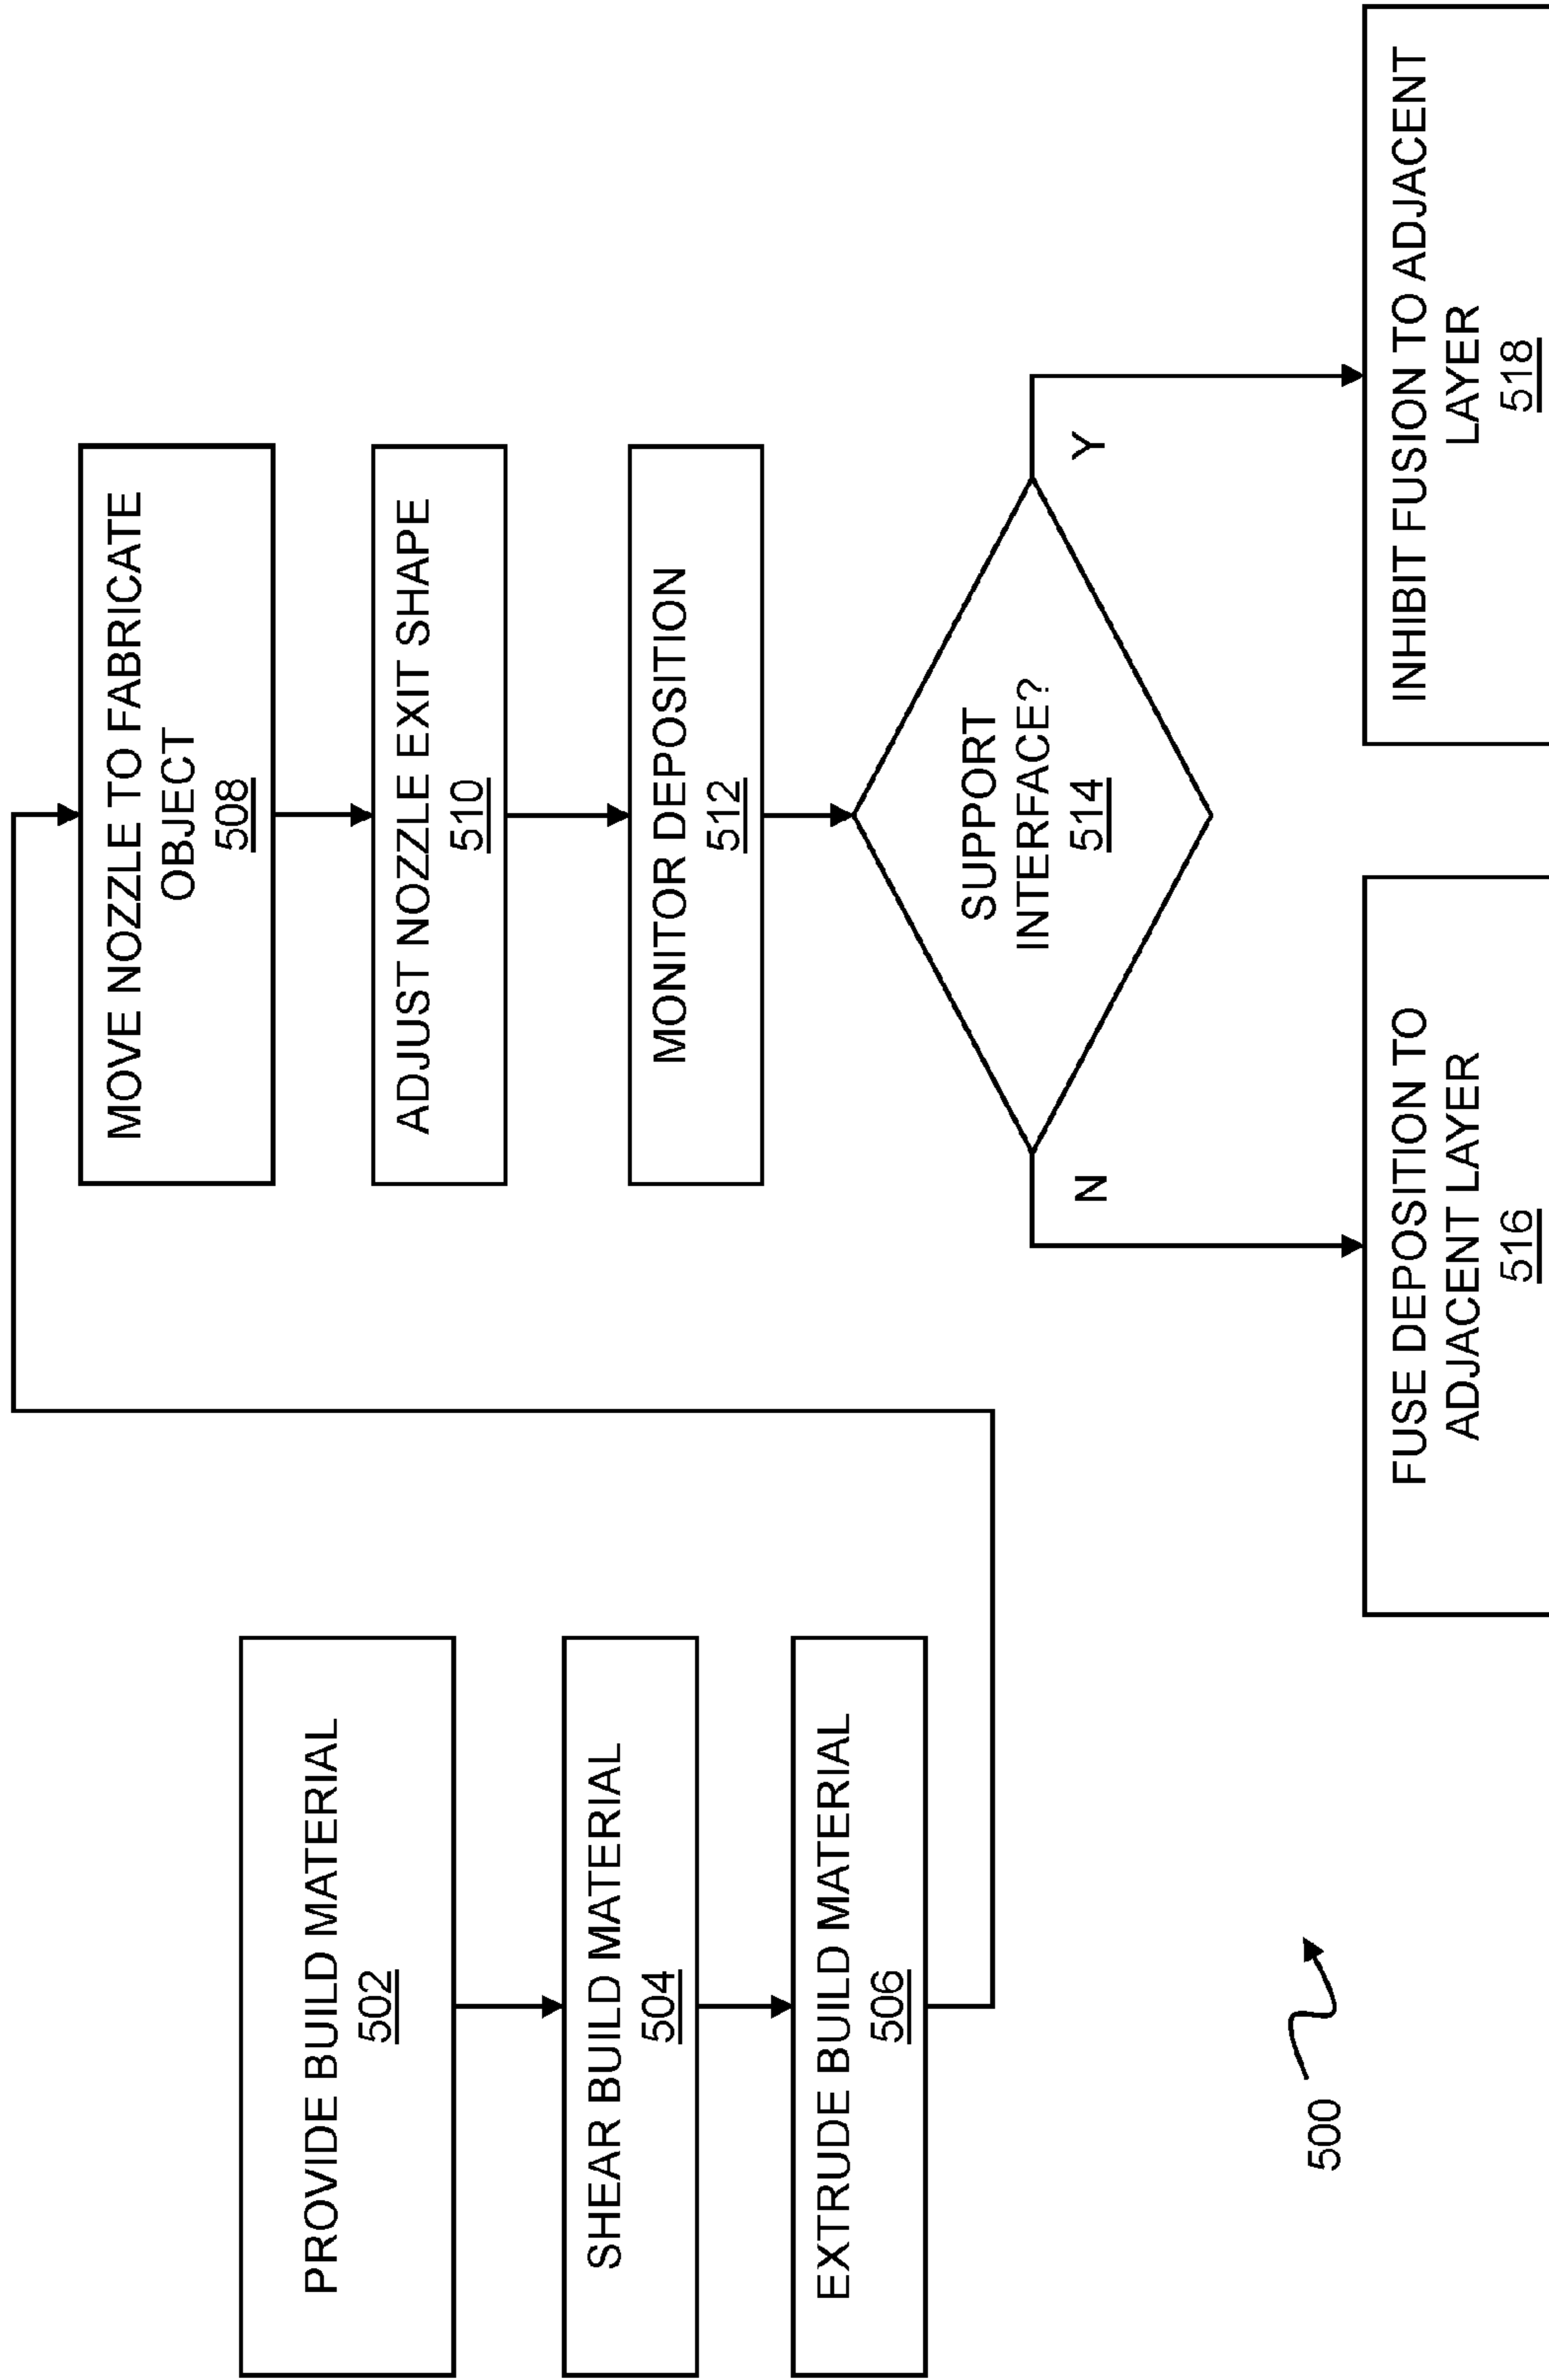 PROVIDE BUILD MATERIAL
502
SHEAR BUILD MATERIAL
504
EXTRUDE BUILD MATERIAL
506
500
MOVE NOZZLE TO FABRICATE
OBJECT
508
ADJUST NOZZLE EXIT SHAPE
510
MONITOR DEPOSITION
512
SUPPORT
INTERFACE?
514
N
Y
FUSE DEPOSITION TO
ADJACENT LAYER
516
INHIBIT FUSION TO ADJACENT
LAYER
518